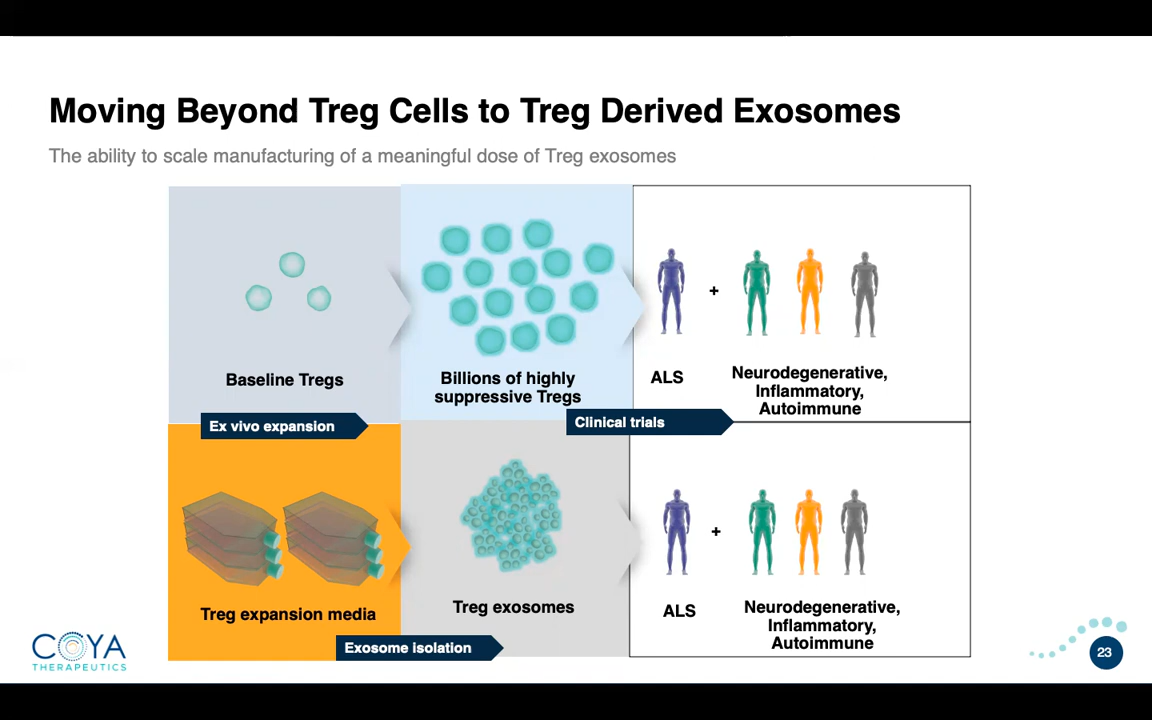 Moving Beyond Treg Cells to Treg Derived Exosomes
The ability to scale manufacturing of a meaningful dose of Treg exosomes
Baseline Tregs
Billions of highly
suppressive Tregs
+
ALS
Neurodegenerative,
Inflammatory,
Autoimmune
Ex vivo expansion
Clinical trials
Treg expansion media
Treg exosomes
+
ALS
Neurodegenerative,
Inflammatory,
Autoimmune
Exosome isolation
COYA
THERAPEUTICS
23